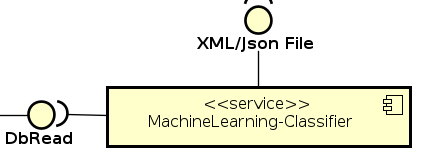 XML/Json File
<<service>>
MachineLearning-Classifier
DbRead